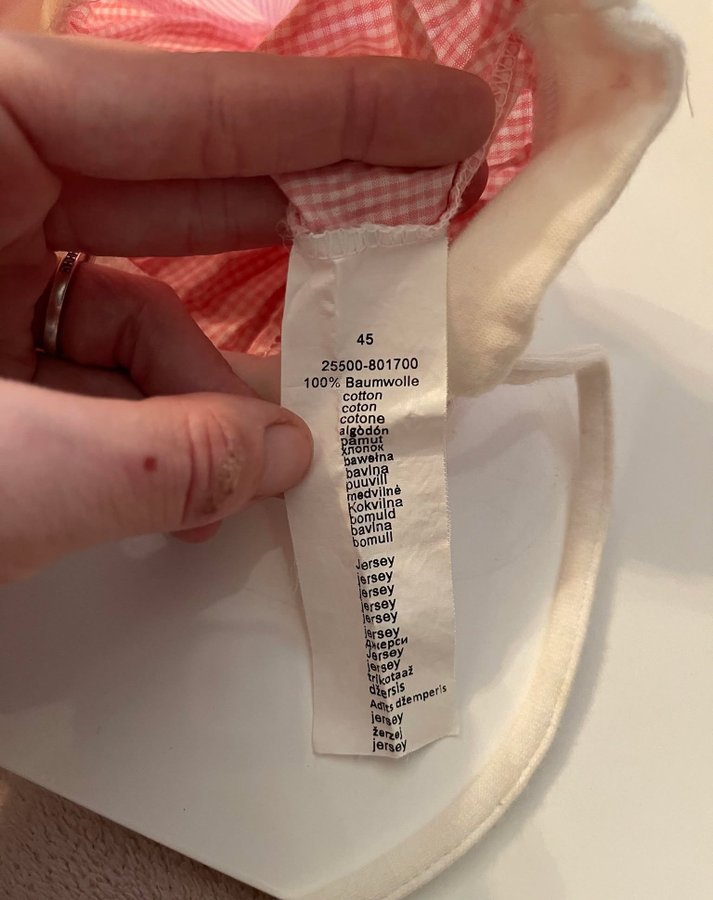 45
25500-801700
100% Baumwolle
cotton
coton
cotone
algodón
pamut
хлопок
bawełna
bavlna
puuvill
medvilnė
Kokvilna
bomuld
bavlna
bomull
Jersey
jersey
jersey
jersey
jersey
jersey
Джерси
Jersey
jersey
trikotaaž
džersis
Adīts džemperis
jersey
žerzej
jersey